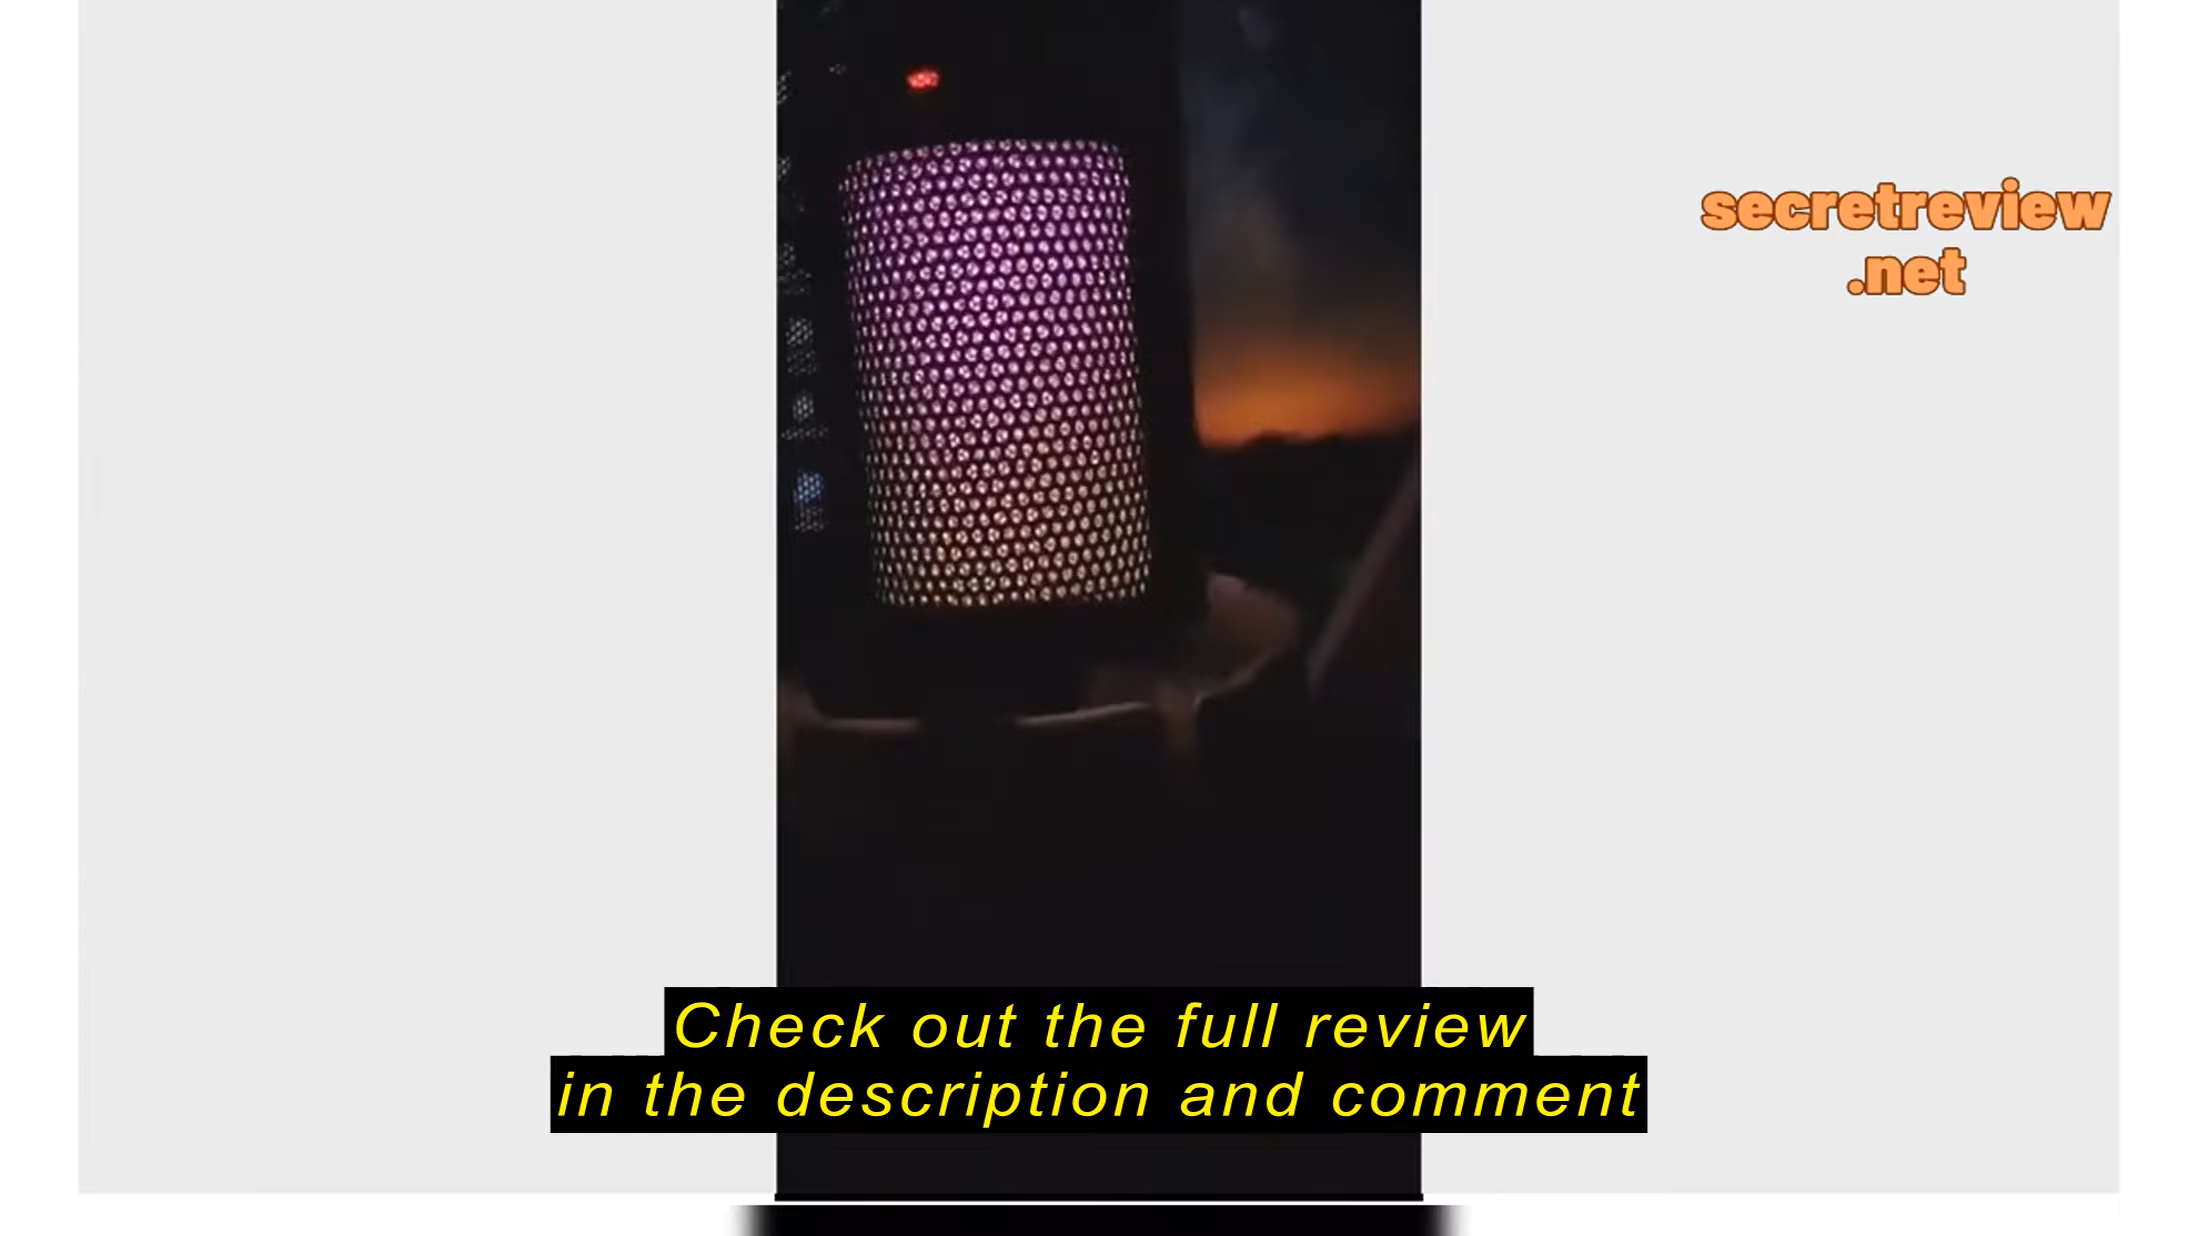 secretreview
.net
Check out the full review
in the description and comment